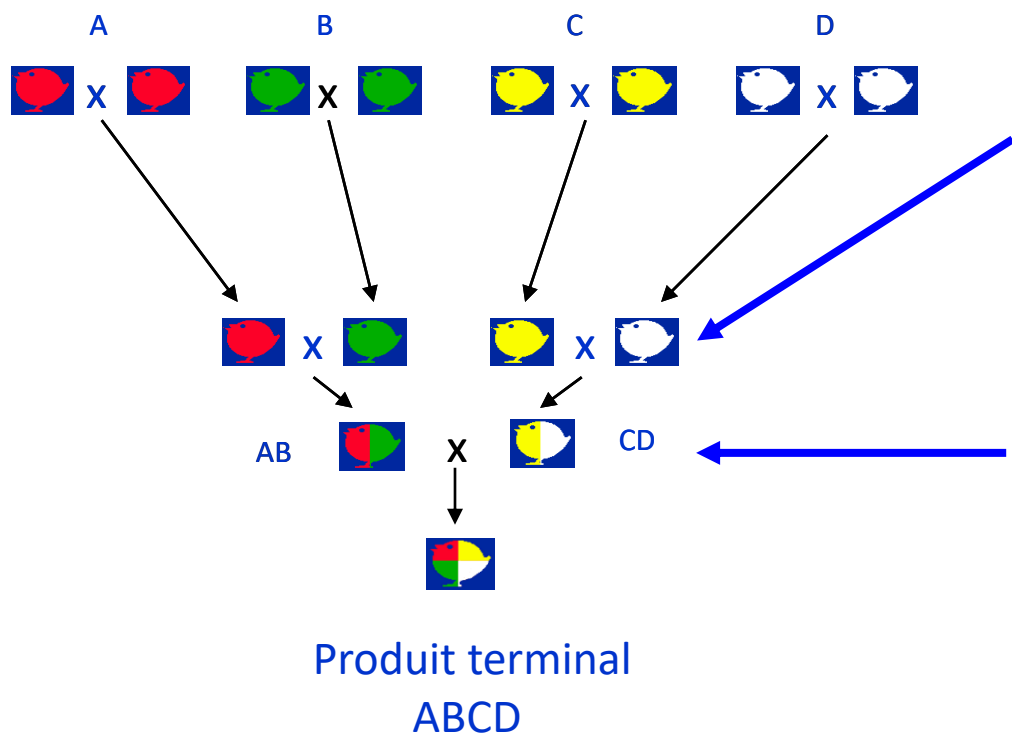 A B C D
X X X X
X X
AB X CD
Produit terminal
ABCD